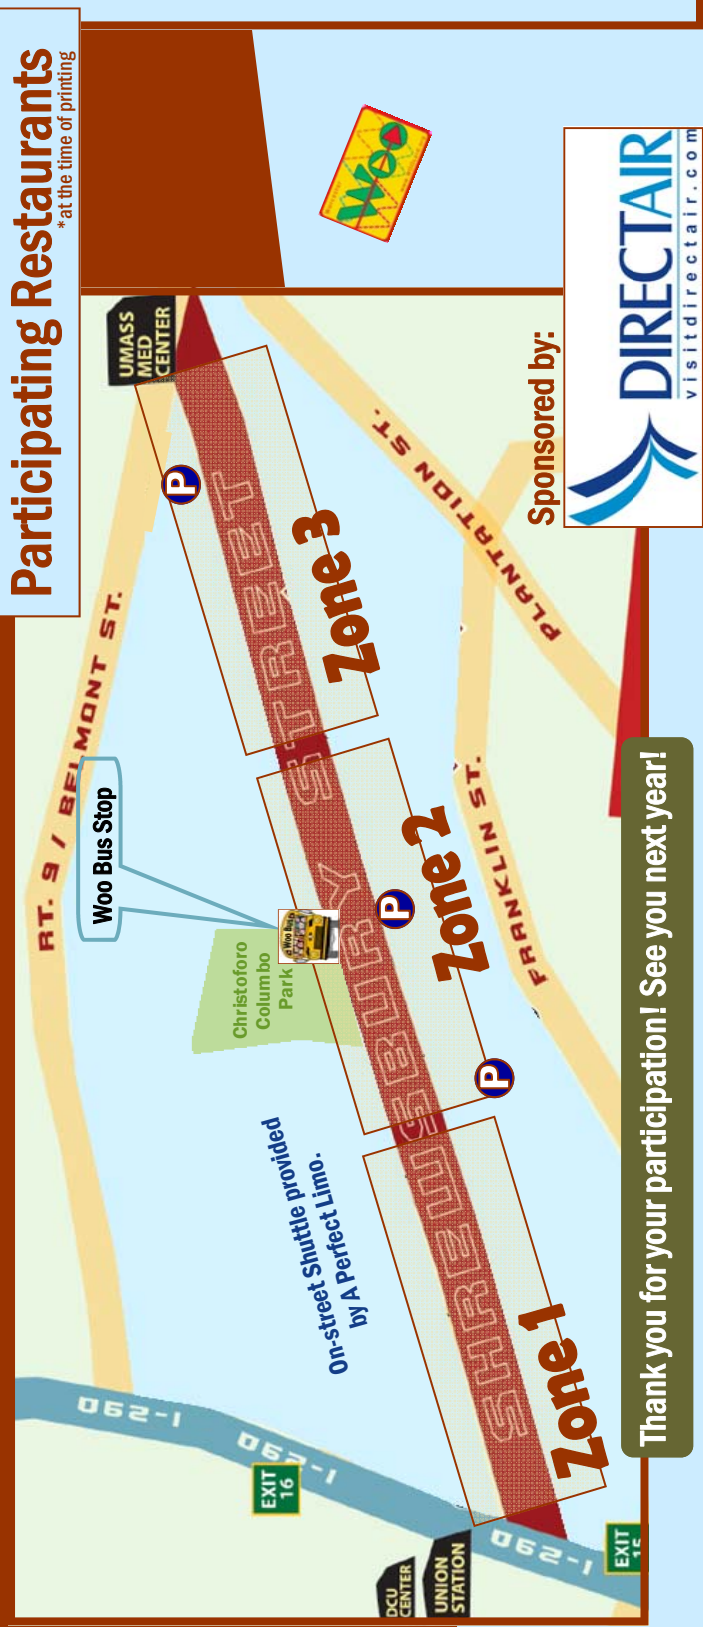 Participating Restaurants
*at the time of printing
UMASS
MED
CENTER
Woo
RT. 9 / BELMONT ST.
PLANTATION ST.
FRANKLIN ST.
SHREWSBURY STREET
Zone 3
Zone 2
Zone 1
P
P
P
Woo Bus Stop
Woo Bus
Christoforo
Columbo
Park
On-street Shuttle provided
by A Perfect Limo.
I-290
I-290
I-290
EXIT
16
EXIT
15
DCU
CENTER
UNION
STATION
Sponsored by:
DIRECTAIR
visitdirectair.com
Thank you for your participation! See you next year!